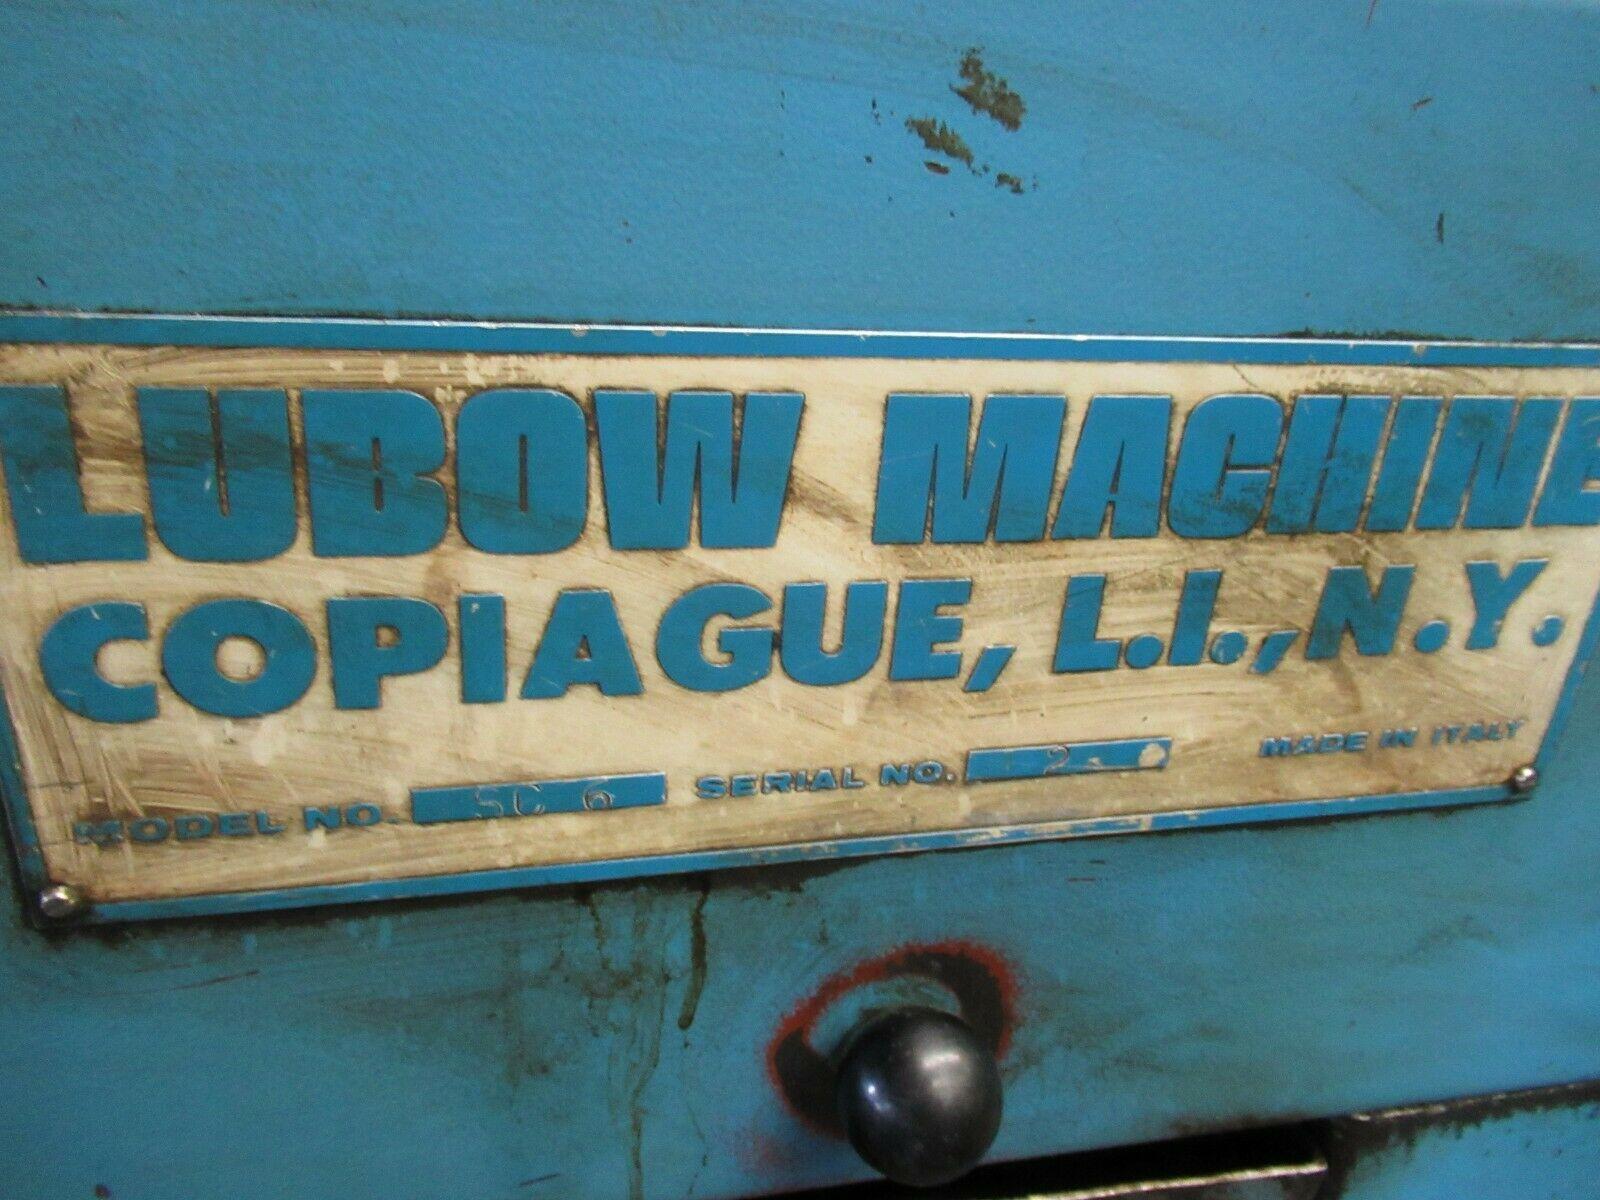 LUBOW MACHINE
COPIAGUE, L.I., N.Y.
MODEL NO. SC 6 SERIAL NO. 2 MADE IN ITALY